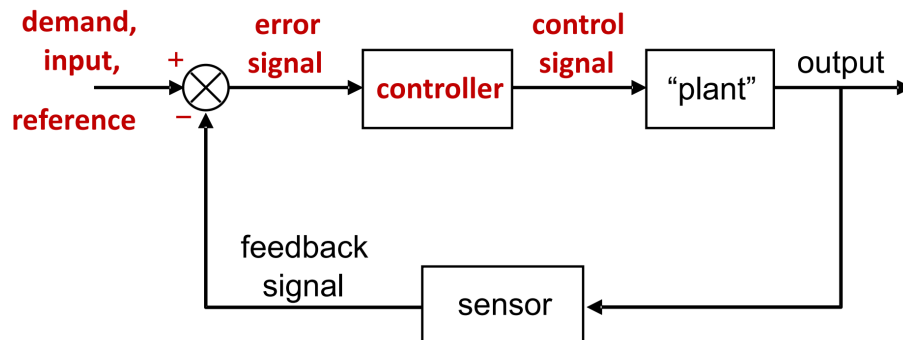 demand,
input,
reference
+
−
error
signal
controller
control
signal
“plant”
output
feedback
signal
sensor